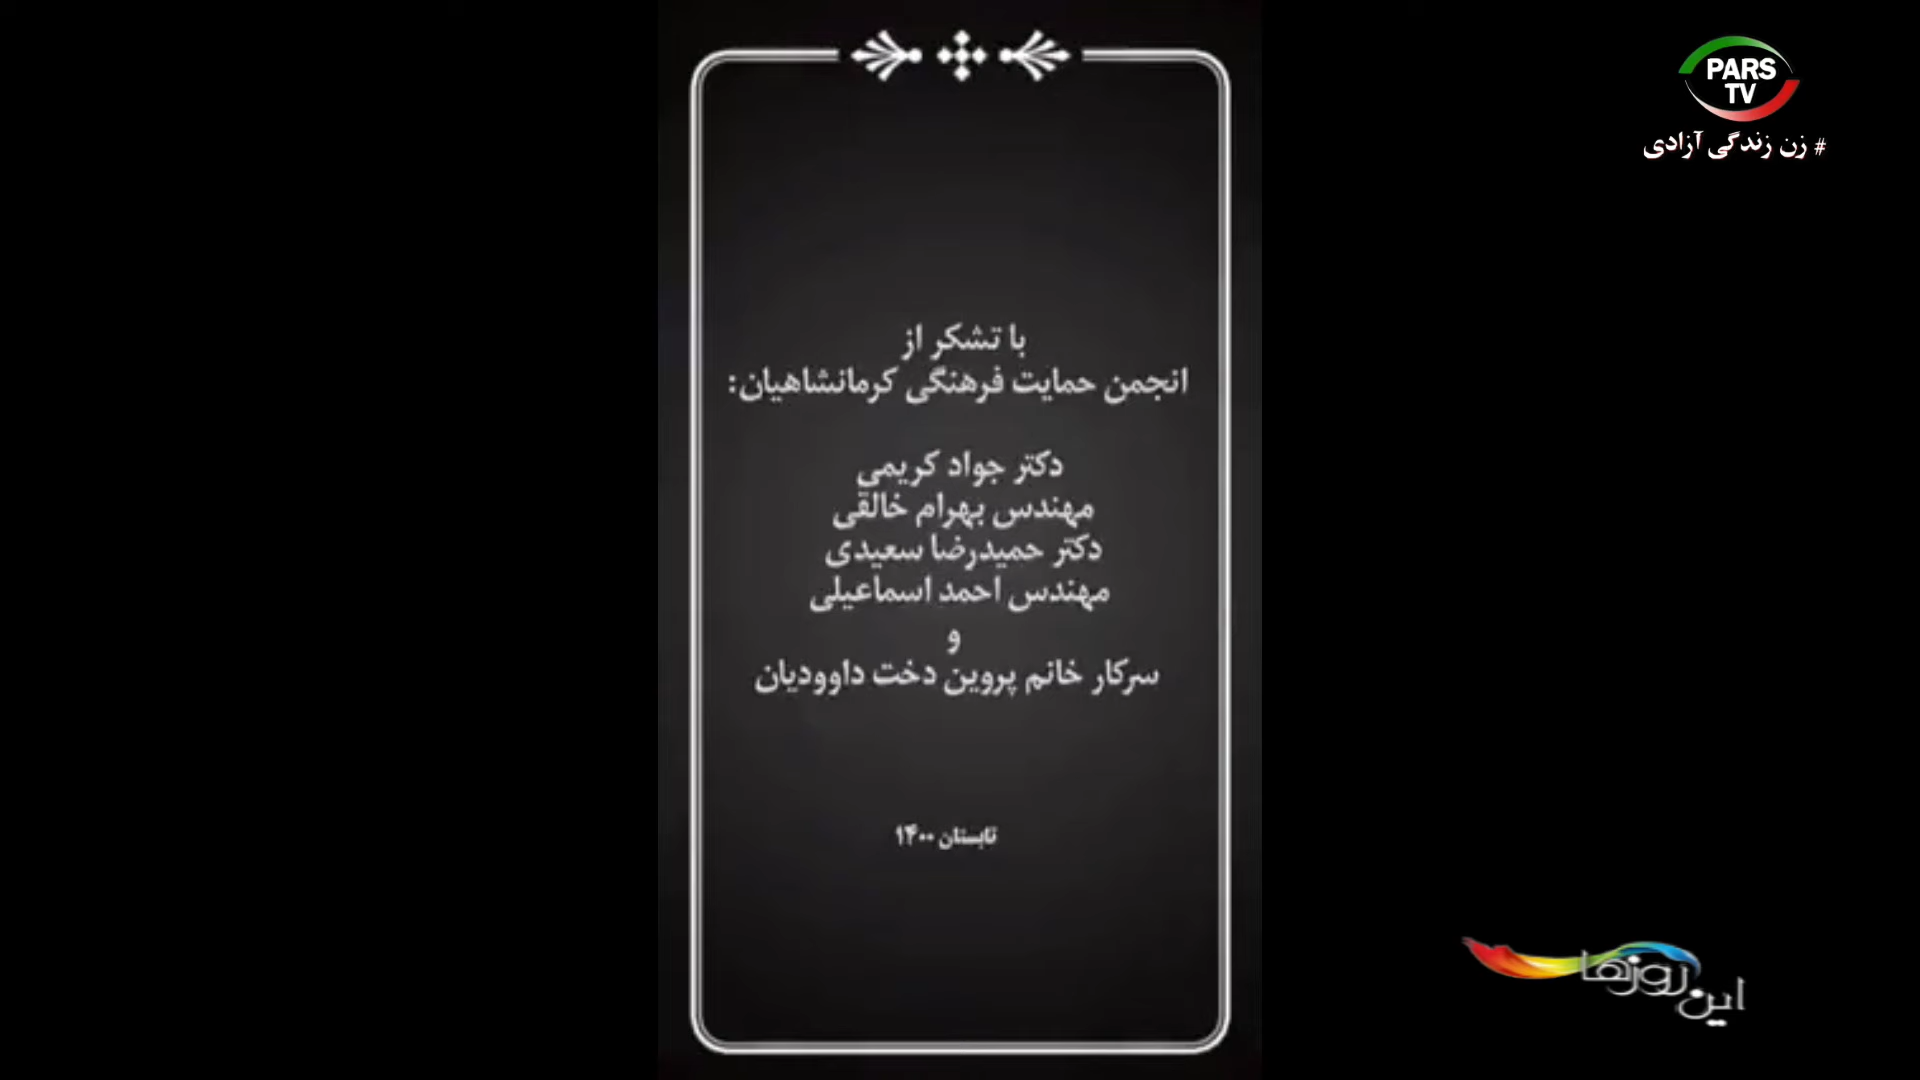 PARS
TV
# زن زندگی آزادی
با تشکر از
انجمن حمایت فرهنگی کرمانشاهیان:
دکتر جواد کریمی
مهندس بهرام خالقی
دکتر حمیدرضا سعیدی
مهندس احمد اسماعیلی
و
سرکار خانم پروین دخت داوودیان
تابستان ۱۴۰۰
این روزها